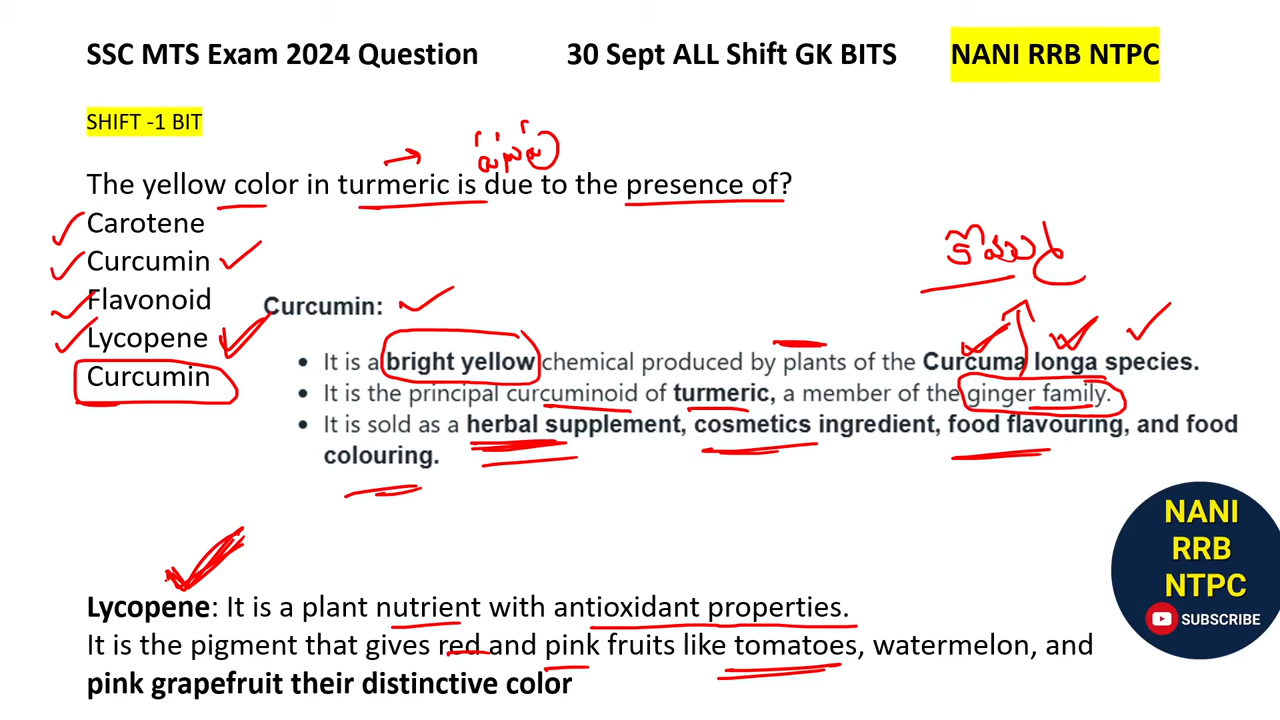 SSC MTS Exam 2024 Question 30 Sept ALL Shift GK BITS NANI RRB NTPC
SHIFT -1 BIT
The yellow color in turmeric is due to the presence of?
Carotene
Curcumin
Flavonoid
Lycopene
Curcumin
Curcumin:
• It is a bright yellow chemical produced by plants of the Curcuma longa species.
• It is the principal curcuminoid of turmeric, a member of the ginger family.
• It is sold as a herbal supplement, cosmetics ingredient, food flavouring, and food
colouring.
Lycopene: It is a plant nutrient with antioxidant properties.
It is the pigment that gives red and pink fruits like tomatoes, watermelon, and
pink grapefruit their distinctive color
NANI
RRB
NTPC
SUBSCRIBE